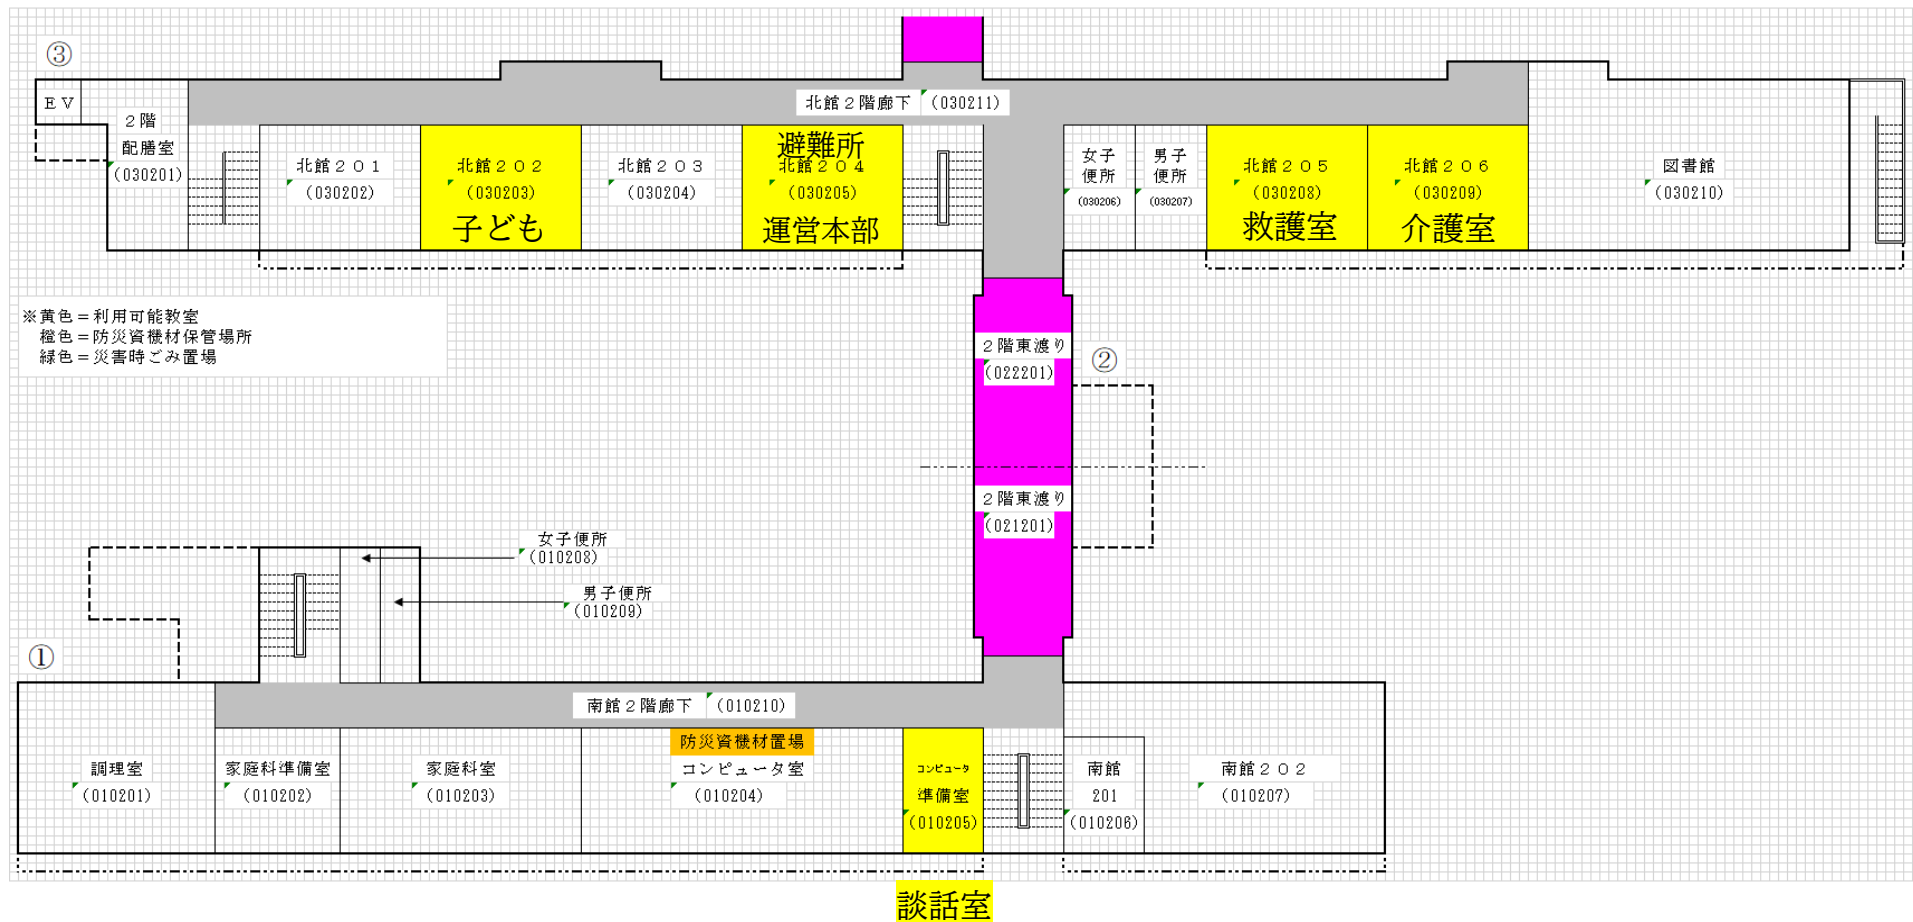 ③
ＥＶ
２階
配膳室
(030201)
北館２階廊下 (030211)
北館２０１
(030202)
北館２０２
(030203)
子ども
北館２０３
(030204)
避難所
北館２０４
(030205)
運営本部
女子
便所
(030206)
男子
便所
(030207)
北館２０５
(030208)
救護室
北館２０６
(030209)
介護室
図書館
(030210)
※黄色＝利用可能教室
橙色＝防災資機材保管場所
緑色＝災害時ごみ置場
２階東渡り
(022201)
②
２階東渡り
(021201)
女子便所
(010208)
男子便所
(010209)
①
南館２階廊下 (010210)
調理室
(010201)
家庭科準備室
(010202)
家庭科室
(010203)
防災資機材置場
コンピュータ室
(010204)
コンピュータ
準備室
(010205)
南館
201
(010206)
南館２０２
(010207)
談話室